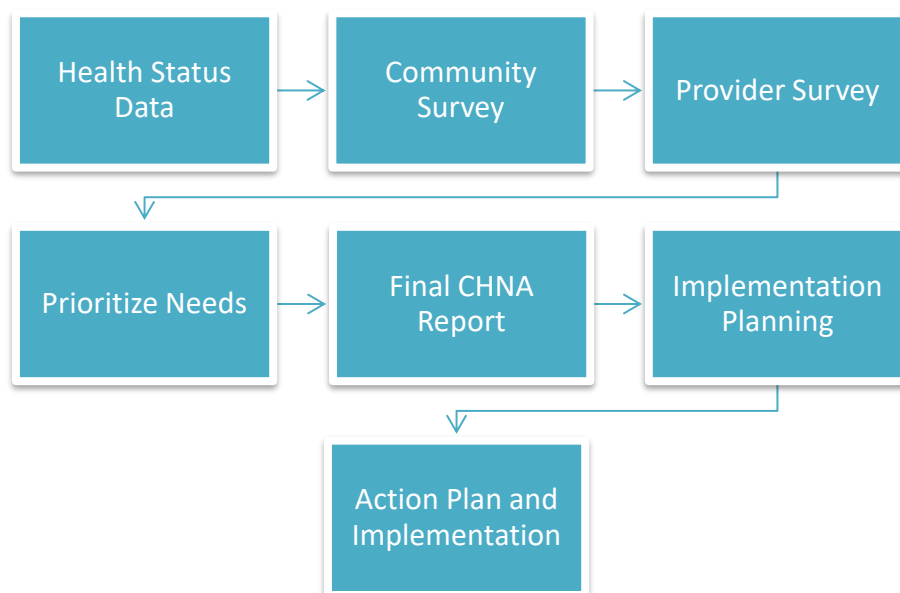 Health Status
Data
Community
Survey
Provider Survey
Prioritize Needs
Final CHNA
Report
Implementation
Planning
Action Plan and
Implementation